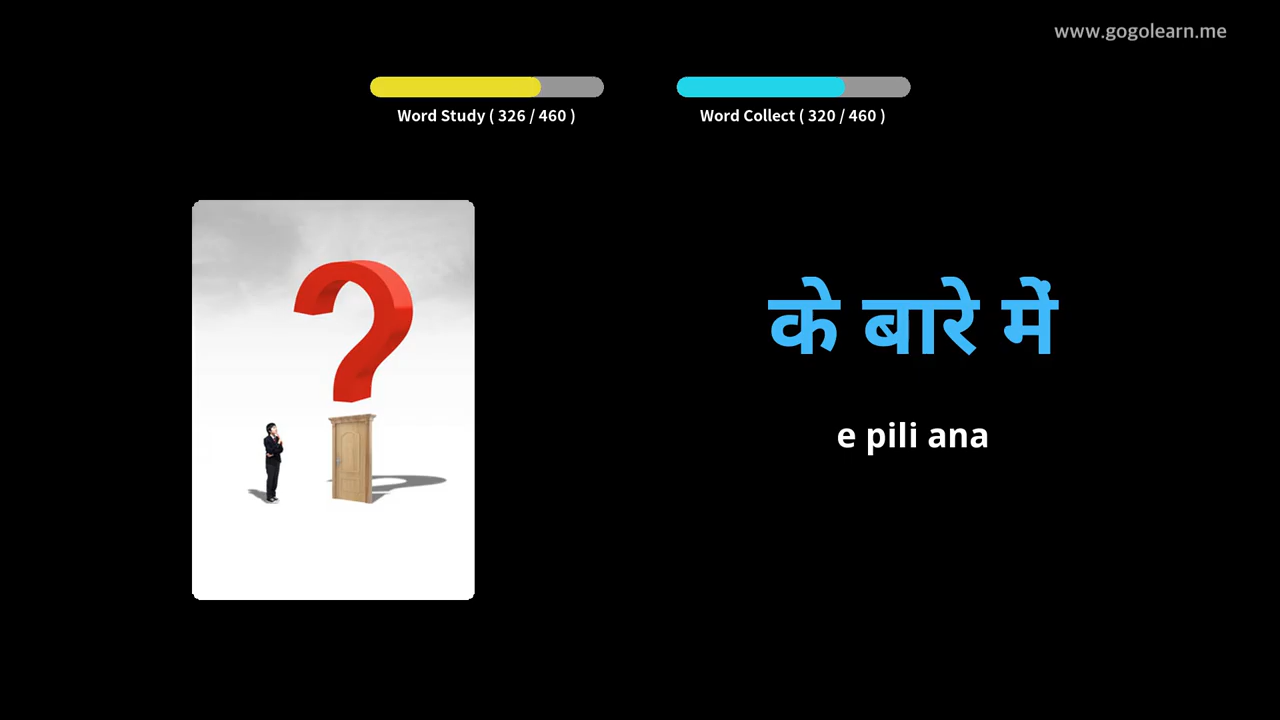 www.gogolearn.me
Word Study ( 326 / 460 )
Word Collect ( 320 / 460 )
के बारे में
e pili ana